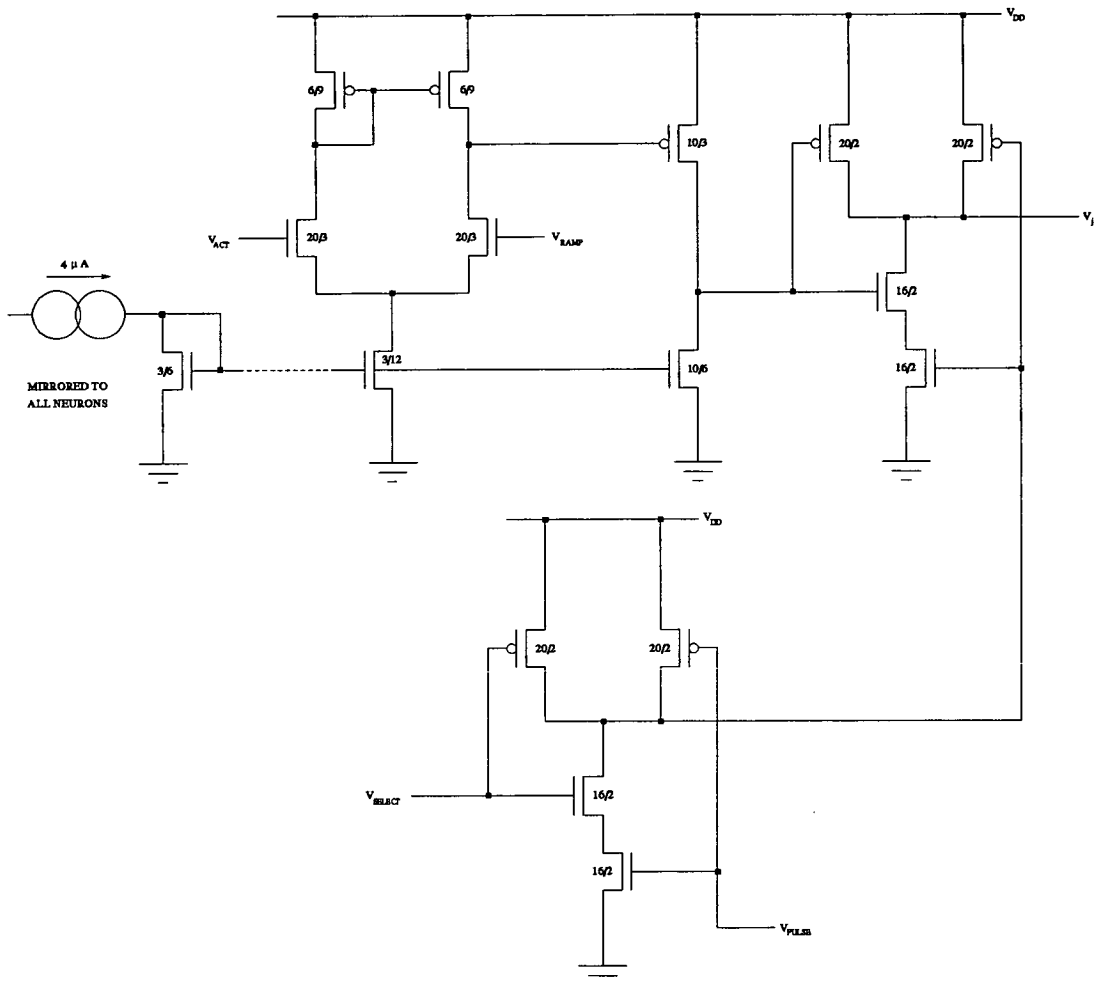 V_DD
6/9
6/9
10/3
20/2
20/2
V_ACT
20/3
20/3
V_RAMP
V_j
4 μ A
16/2
3/6
3/12
10/6
16/2
MIRRORED TO
ALL NEURONS
V_DD
20/2
20/2
V_SELECT
16/2
16/2
V_PULSE